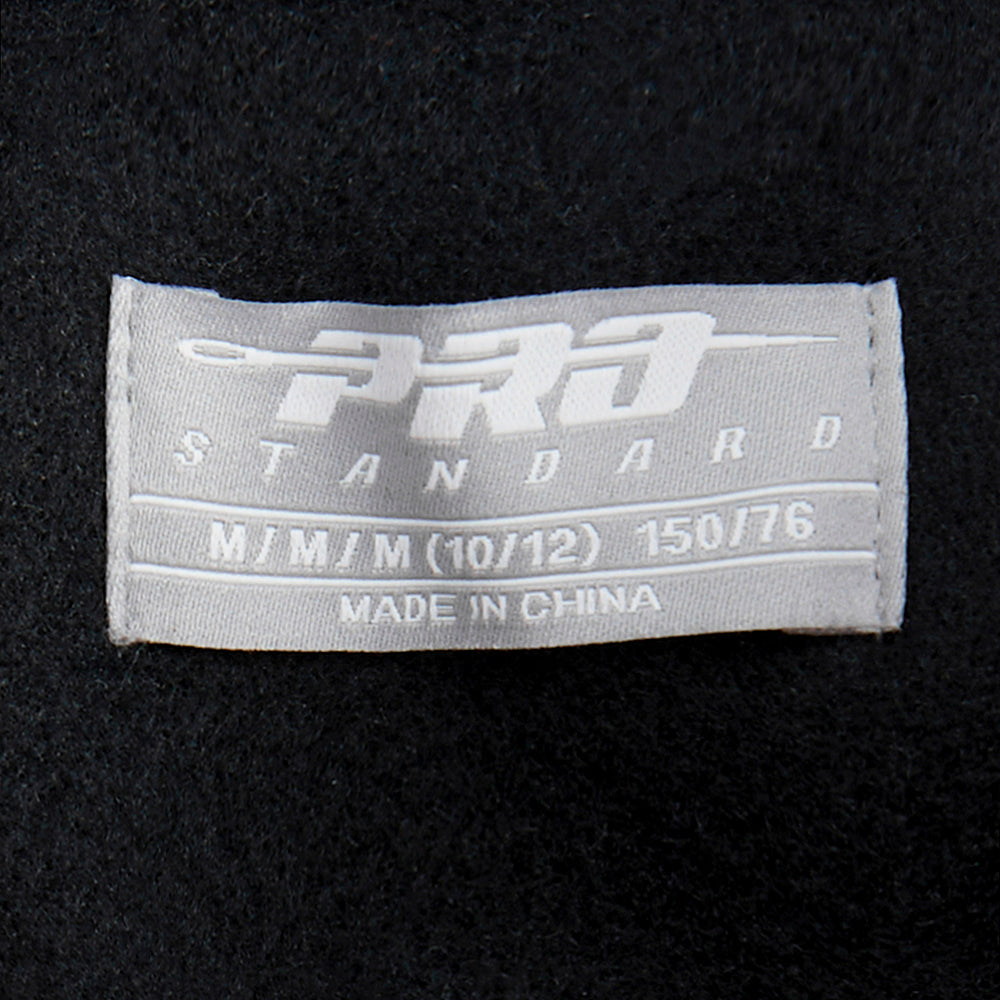 PRO
STANDARD
M/M/M (10/12) 150/76
MADE IN CHINA